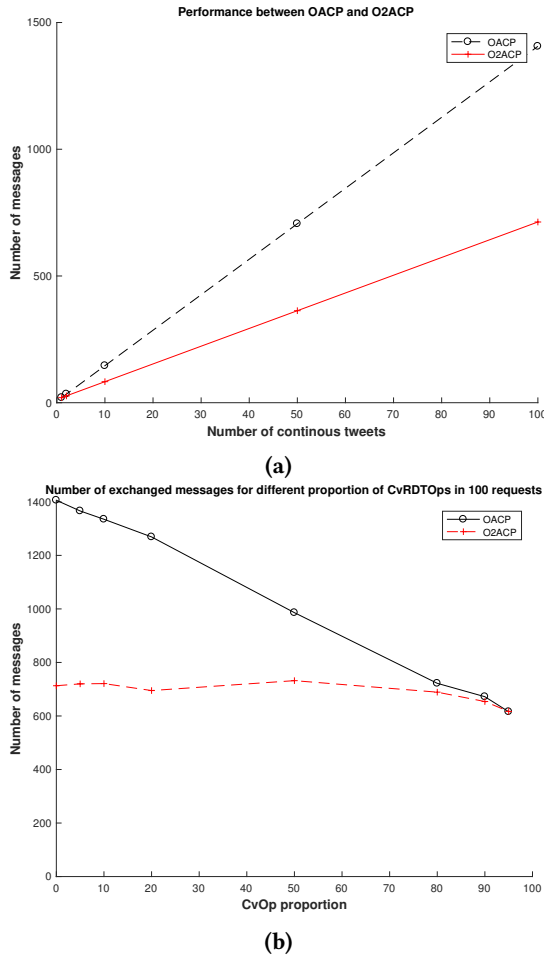 Performance between OACP and O2ACP
1500
OACP
O2ACP
1000
Number of messages
500
0
0 10 20 30 40 50 60 70 80 90 100
Number of continous tweets
(a)
Number of exchanged messages for different proportion of CvRDTOps in 100 requests
1400
OACP
O2ACP
1200
1000
Number of messages
800
600
400
200
0
0 10 20 30 40 50 60 70 80 90 100
CvOp proportion
(b)